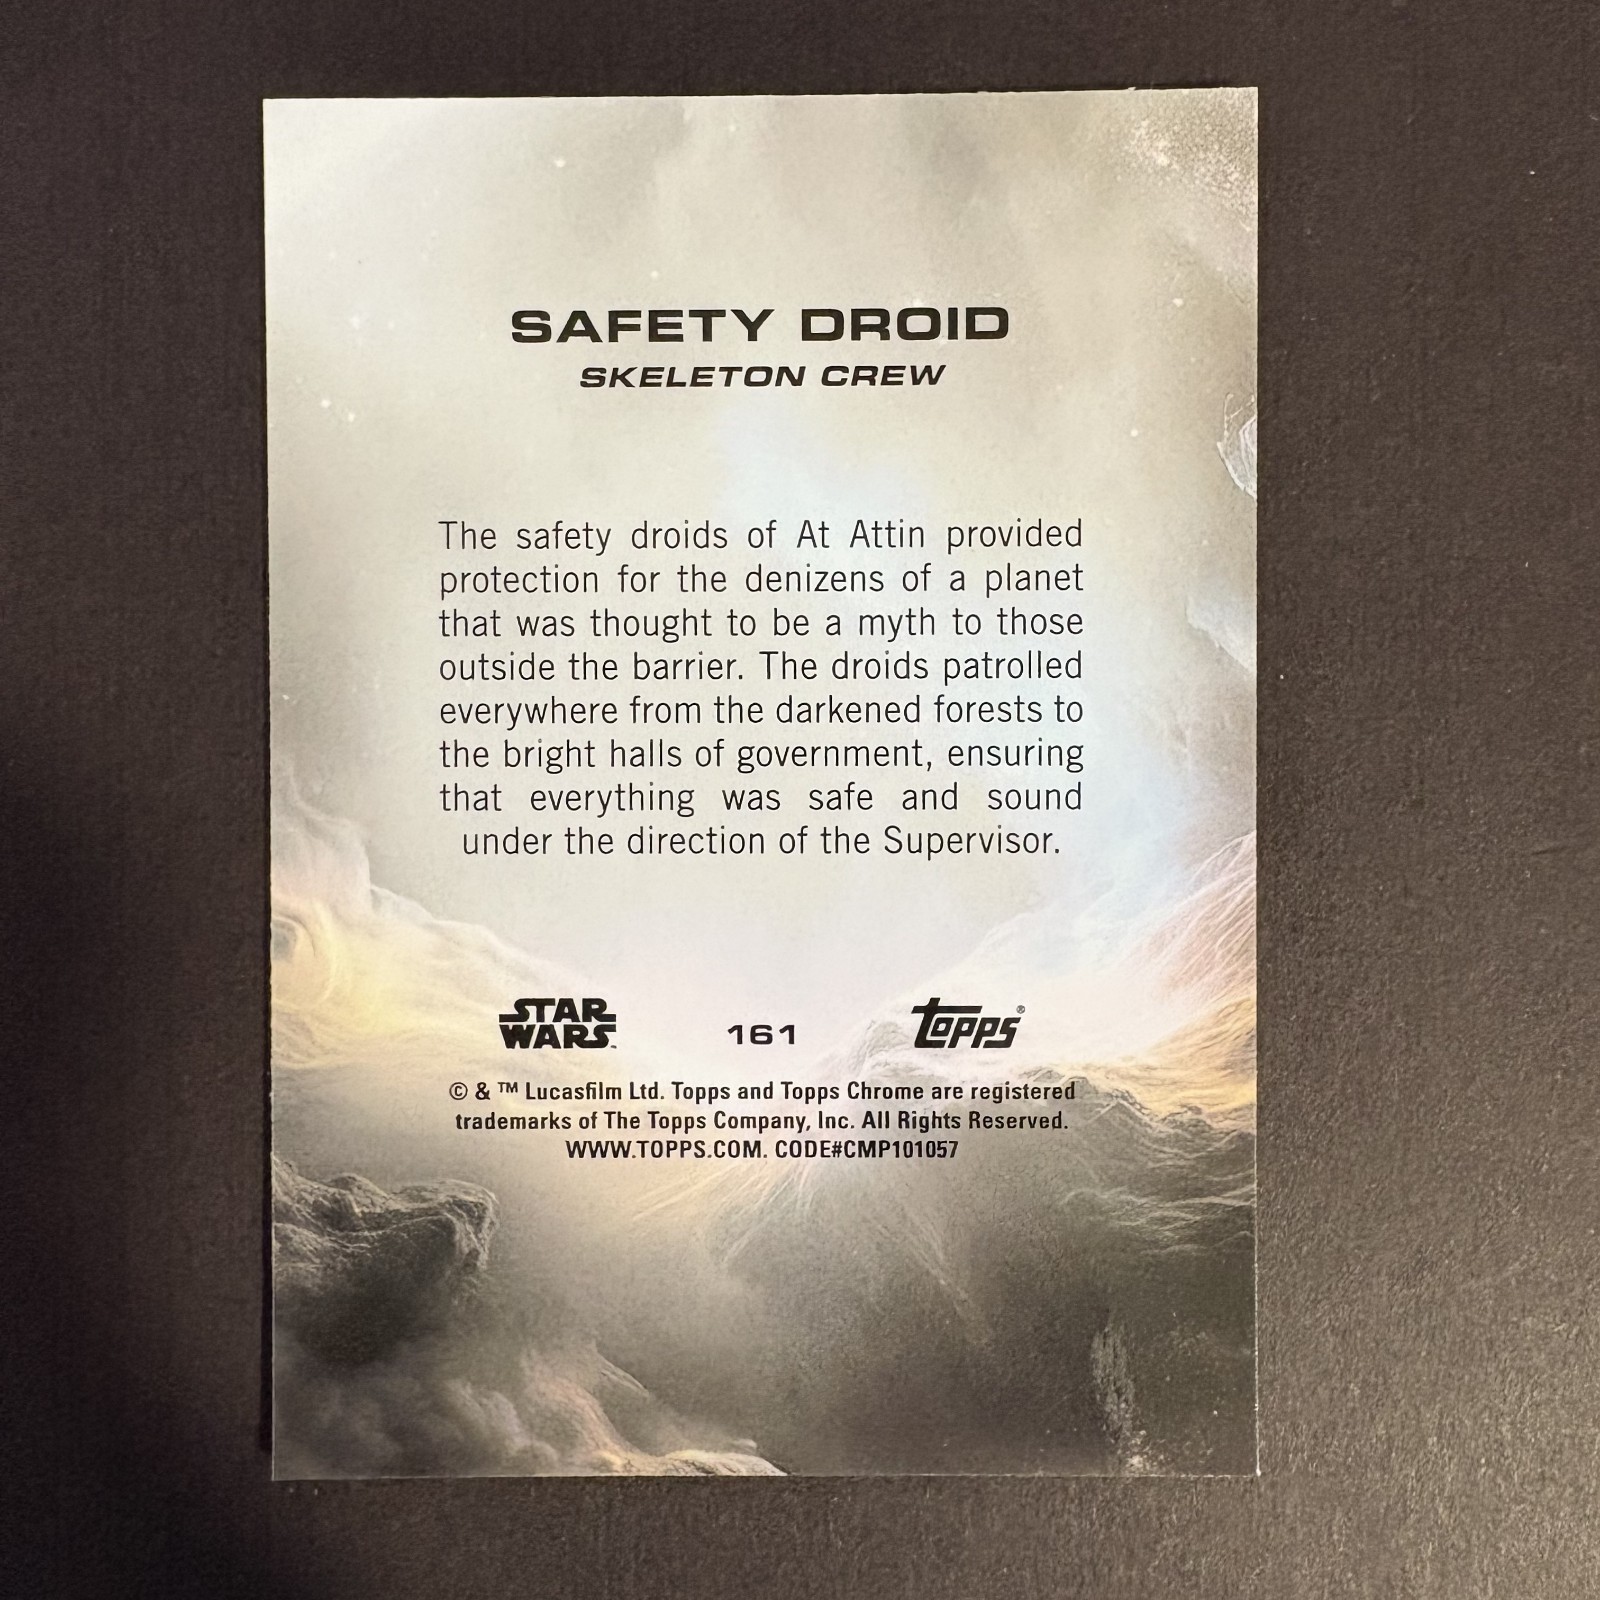 SAFETY DROID
SKELETON CREW
The safety droids of At Attin provided
protection for the denizens of a planet
that was thought to be a myth to those
outside the barrier. The droids patrolled
everywhere from the darkened forests to
the bright halls of government, ensuring
that everything was safe and sound
under the direction of the Supervisor.
STAR
WARS™
161
topps®
© & ™ Lucasfilm Ltd. Topps and Topps Chrome are registered
trademarks of The Topps Company, Inc. All Rights Reserved.
WWW.TOPPS.COM. CODE#CMP101057